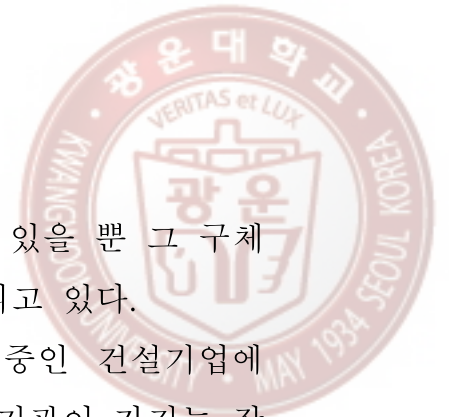 광운대학교
VERITAS et LUX
광운
KWANGWOON UNIVERSITY • MAY 1934 SEOUL KOREA
있을 뿐 그 구체
고 있다.
중인 건설기업에